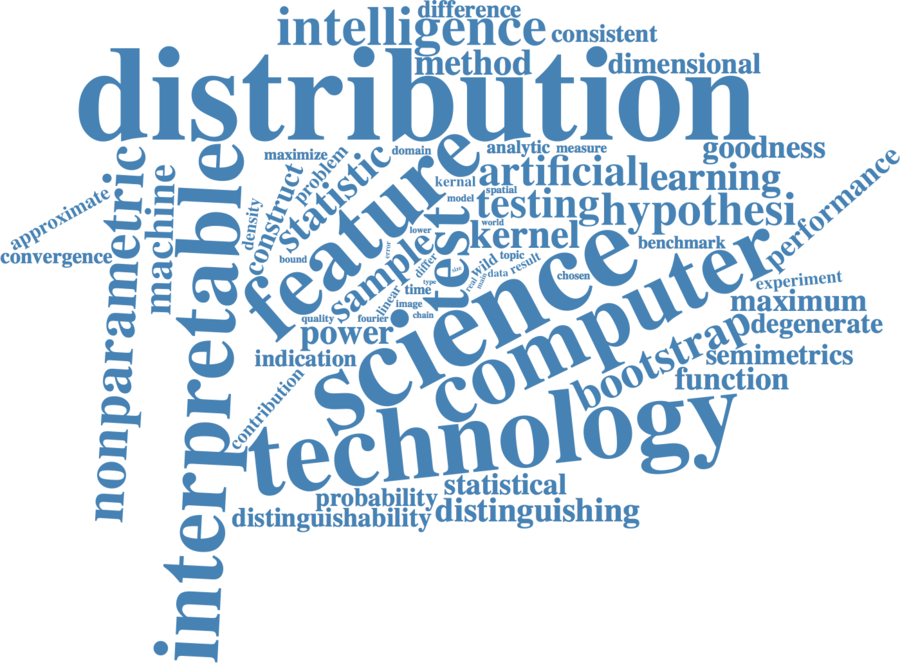 difference
intelligence
consistent
method
dimensional
distribution
maximize
problem
domain
analytic
measure
goodness
nonparametric
machine
interpretable
approximate
convergence
density
construct
statistic
feature
kernal
artificial
learning
spatial
model
testing
hypothesi
performance
world
kernel
benchmark
test
lower
sample
error
differ
bound
size
type
wild
topic
result
real
main
data
chosen
science
computer
experiment
time
linear
image
chain
quality
fourier
power
maximum
degenerate
bootstrap
semimetrics
function
indication
contribution
technology
probability
statistical
distinguishability
distinguishing